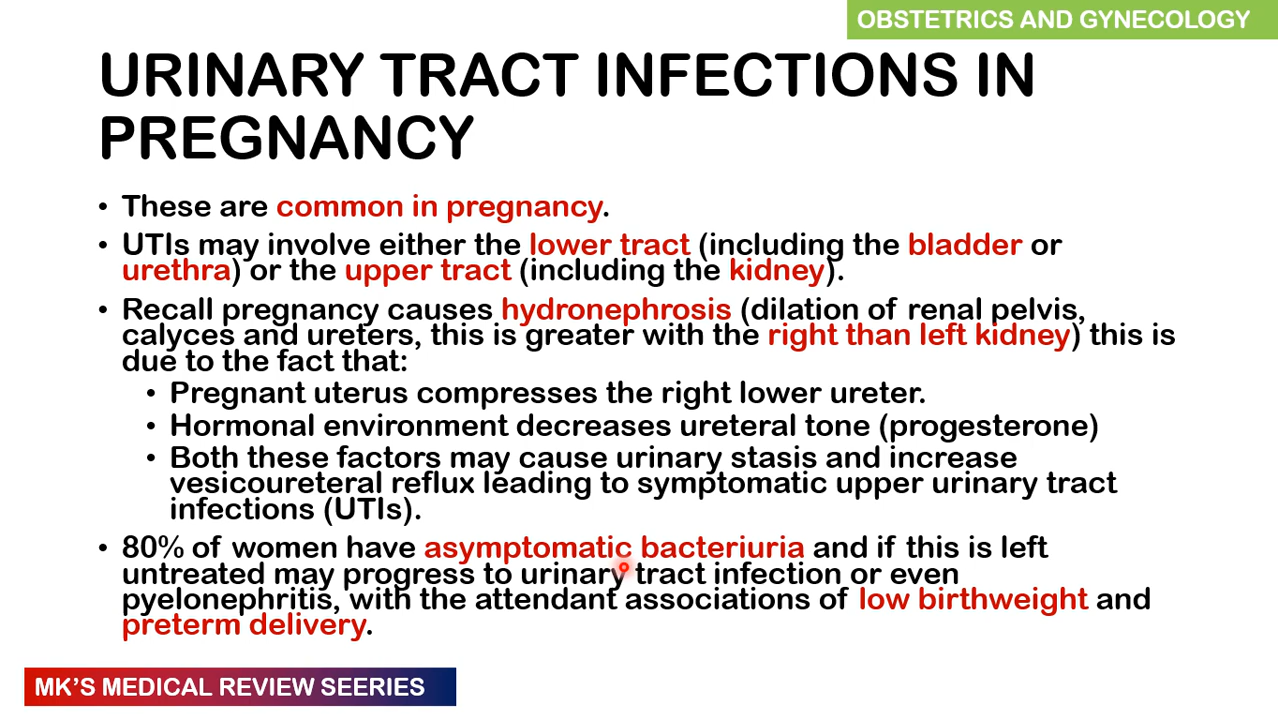 OBSTETRICS AND GYNECOLOGY
URINARY TRACT INFECTIONS IN
PREGNANCY
• These are common in pregnancy.
• UTIs may involve either the lower tract (including the bladder or
urethra) or the upper tract (including the kidney).
• Recall pregnancy causes hydronephrosis (dilation of renal pelvis,
calyces and ureters, this is greater with the right than left kidney) this is
due to the fact that:
• Pregnant uterus compresses the right lower ureter.
• Hormonal environment decreases ureteral tone (progesterone)
• Both these factors may cause urinary stasis and increase
vesicoureteral reflux leading to symptomatic upper urinary tract
infections (UTIs).
• 80% of women have asymptomatic bacteriuria and if this is left
untreated may progress to urinary tract infection or even
pyelonephritis, with the attendant associations of low birthweight and
preterm delivery.
MK'S MEDICAL REVIEW SEERIES